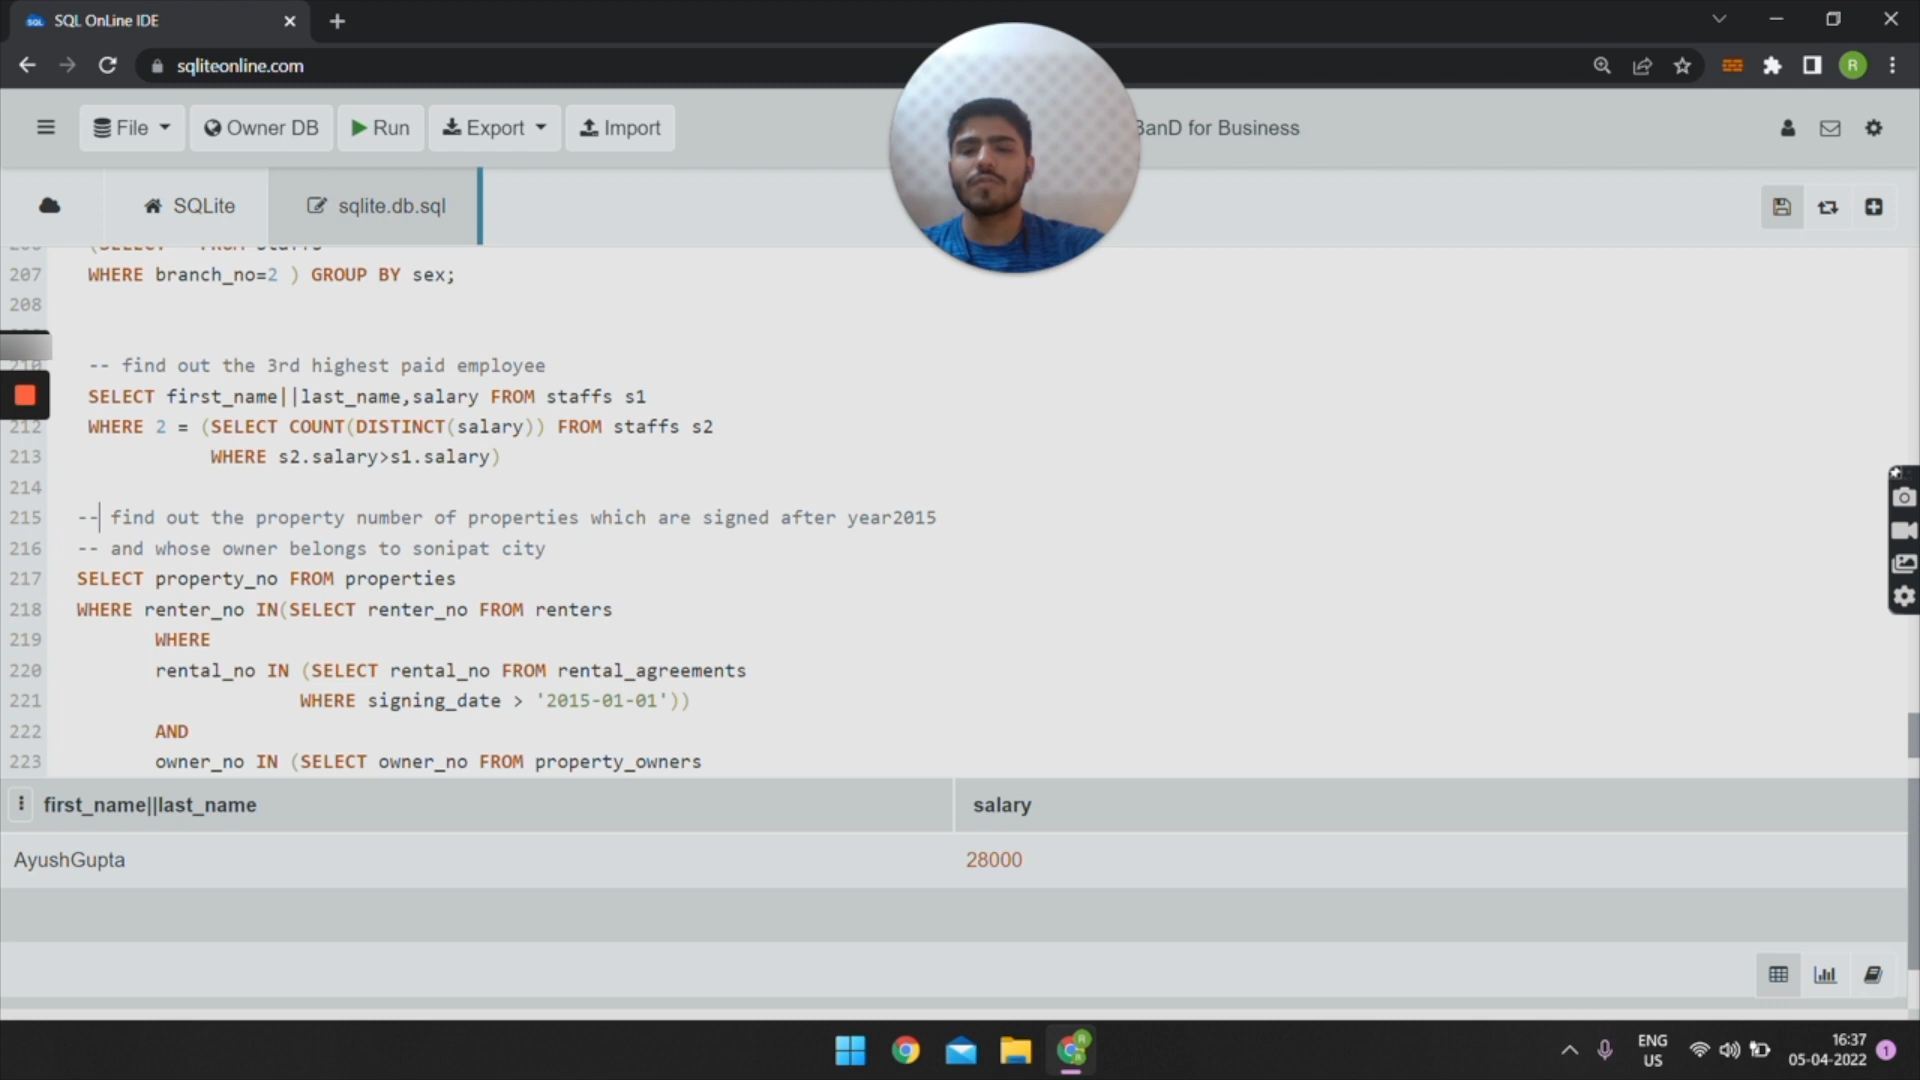 SQL OnLine IDE
sqliteonline.com
R
File
Owner DB
Run
Export
Import
BanD for Business
SQLite
sqlite.db.sql
207 WHERE branch_no=2 ) GROUP BY sex;
208
210 -- find out the 3rd highest paid employee
SELECT first_name||last_name,salary FROM staffs s1
212 WHERE 2 = (SELECT COUNT(DISTINCT(salary)) FROM staffs s2
213 WHERE s2.salary>s1.salary)
214
215 -- find out the property number of properties which are signed after year2015
216 -- and whose owner belongs to sonipat city
217 SELECT property_no FROM properties
218 WHERE renter_no IN(SELECT renter_no FROM renters
219 WHERE
220 rental_no IN (SELECT rental_no FROM rental_agreements
221 WHERE signing_date > '2015-01-01'))
222 AND
223 owner_no IN (SELECT owner_no FROM property_owners
first_name||last_name salary
AyushGupta 28000
ENG
US
16:37
05-04-2022
1